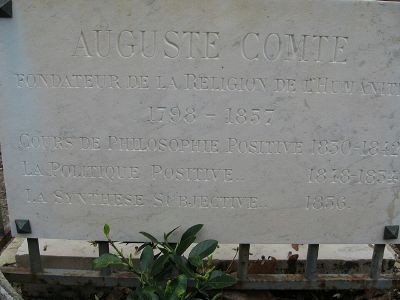 AUGUSTE COMTE
FONDATEUR DE LA RELIGION DE L'HUMANITÉ
1798 - 1857
COURS DE PHILOSOPHIE POSITIVE 1830-1842
LA POLITIQUE POSITIVE.. 1848-1854
LA SYNTHÈSE SUBJECTIVE.. 1856.